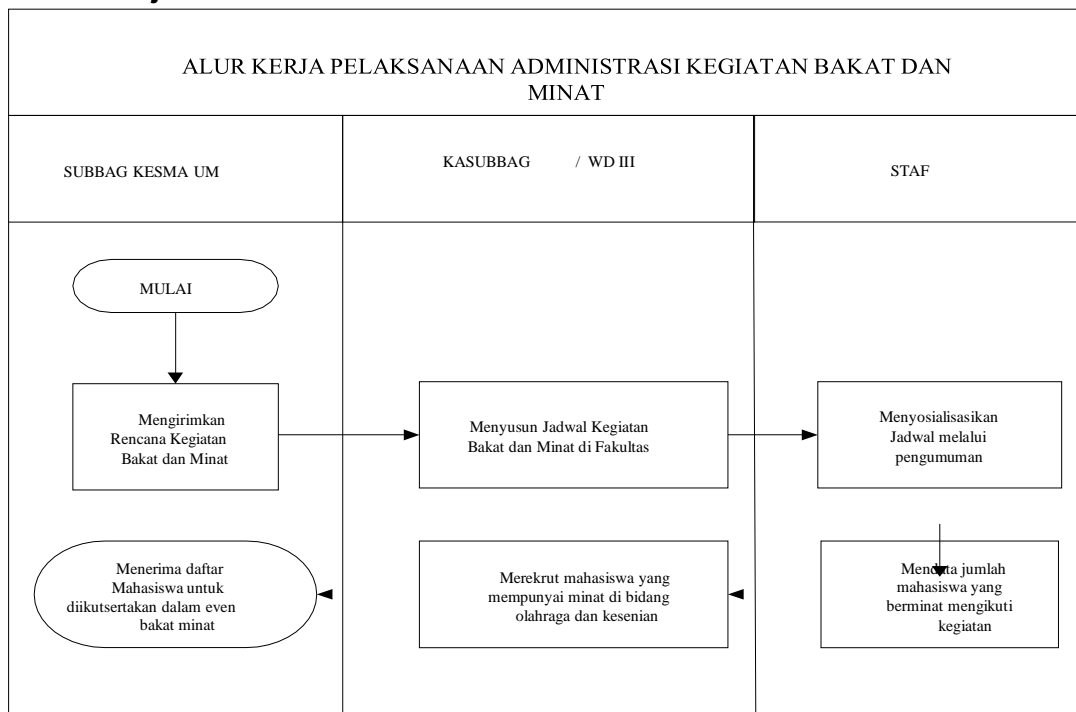 ALUR KERJA PELAKSANAAN ADMINISTRASI KEGIATAN BAKAT DAN
MINAT
SUBBAG KESMA UM
KASUBBAG / WD III
STAF
MULAI
Mengirimkan
Rencana Kegiatan
Bakat dan Minat
Menyusun Jadwal Kegiatan
Bakat dan Minat di Fakultas
Menyosialisasikan
Jadwal melalui
pengumuman
Menerima daftar
Mahasiswa untuk
diikutsertakan dalam even
bakat minat
Merekrut mahasiswa yang
mempunyai minat di bidang
olahraga dan kesenian
Mendata jumlah
mahasiswa yang
berminat mengikuti
kegiatan